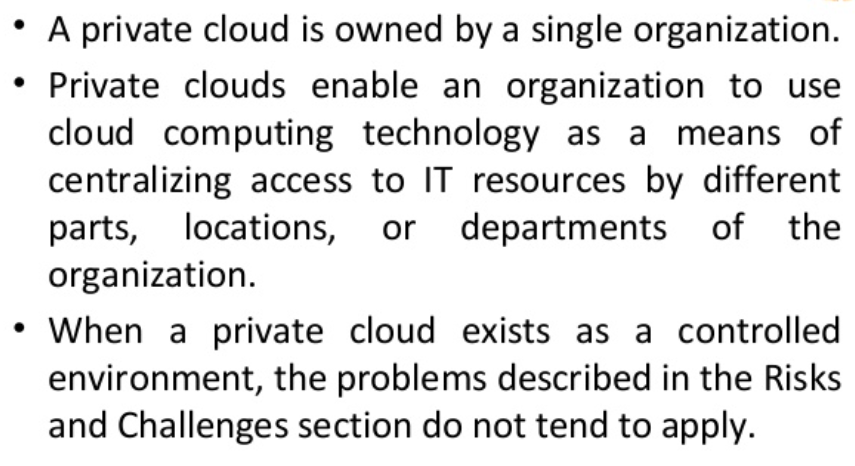 • A private cloud is owned by a single organization.
• Private clouds enable an organization to use
cloud computing technology as a means of
centralizing access to IT resources by different
parts, locations, or departments of the
organization.
• When a private cloud exists as a controlled
environment, the problems described in the Risks
and Challenges section do not tend to apply.